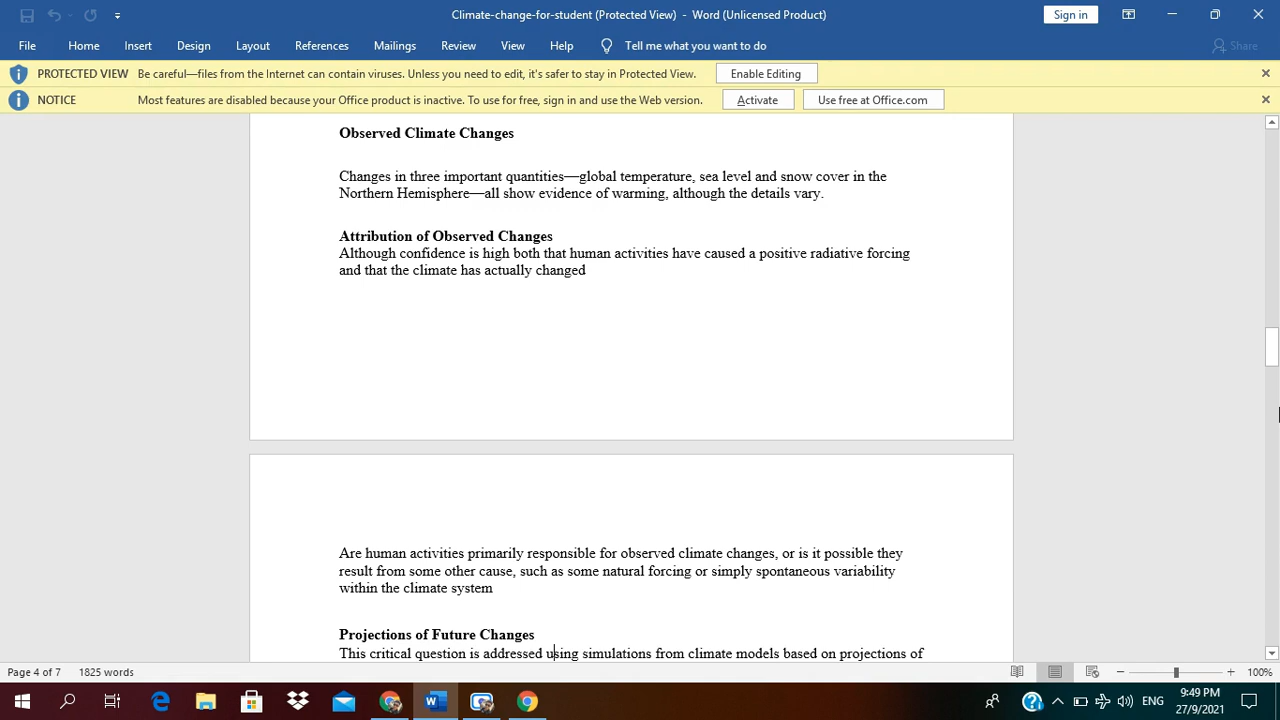 Climate-change-for-student (Protected View) - Word (Unlicensed Product)
Sign in
File Home Insert Design Layout References Mailings Review View Help Tell me what you want to do Share
PROTECTED VIEW Be careful—files from the Internet can contain viruses. Unless you need to edit, it's safer to stay in Protected View. Enable Editing
NOTICE Most features are disabled because your Office product is inactive. To use for free, sign in and use the Web version. Activate Use free at Office.com
Observed Climate Changes
Changes in three important quantities—global temperature, sea level and snow cover in the
Northern Hemisphere—all show evidence of warming, although the details vary.
Attribution of Observed Changes
Although confidence is high both that human activities have caused a positive radiative forcing
and that the climate has actually changed
Are human activities primarily responsible for observed climate changes, or is it possible they
result from some other cause, such as some natural forcing or simply spontaneous variability
within the climate system
Projections of Future Changes
This critical question is addressed using simulations from climate models based on projections of
Page 4 of 7 1825 words 100%
ENG 9:49 PM
27/9/2021